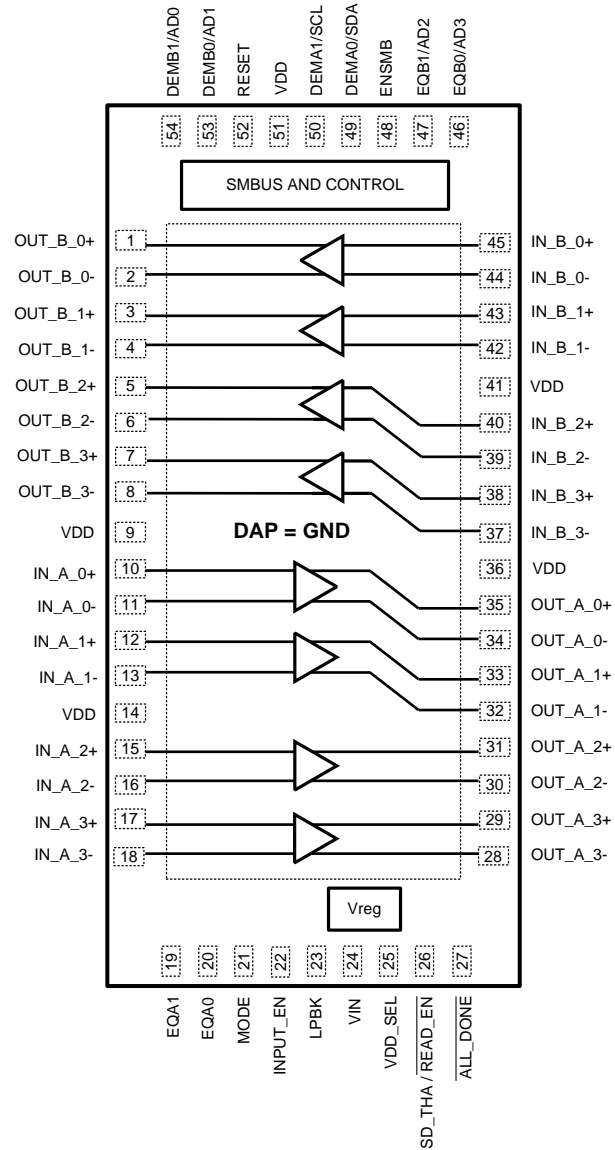 DEMB1/AD0
DEMB0/AD1
RESET
VDD
DEMA1/SCL
DEMA0/SDA
ENSMB
EQB1/AD2
EQB0/AD3
54
53
52
51
50
49
48
47
46
SMBUS AND CONTROL
OUT_B_0+ 1 45 IN_B_0+
OUT_B_0- 2 44 IN_B_0-
OUT_B_1+ 3 43 IN_B_1+
OUT_B_1- 4 42 IN_B_1-
OUT_B_2+ 5 41 VDD
OUT_B_2- 6 40 IN_B_2+
OUT_B_3+ 7 39 IN_B_2-
OUT_B_3- 8 38 IN_B_3+
VDD 9 DAP = GND 37 IN_B_3-
IN_A_0+ 10 36 VDD
IN_A_0- 11 35 OUT_A_0+
IN_A_1+ 12 34 OUT_A_0-
IN_A_1- 13 33 OUT_A_1+
VDD 14 32 OUT_A_1-
IN_A_2+ 15 31 OUT_A_2+
IN_A_2- 16 30 OUT_A_2-
IN_A_3+ 17 29 OUT_A_3+
IN_A_3- 18 28 OUT_A_3-
Vreg
19
20
21
22
23
24
25
26
27
EQA1
EQA0
MODE
INPUT_EN
LPBK
VIN
VDD_SEL
SD_THA / READ_EN
ALL_DONE